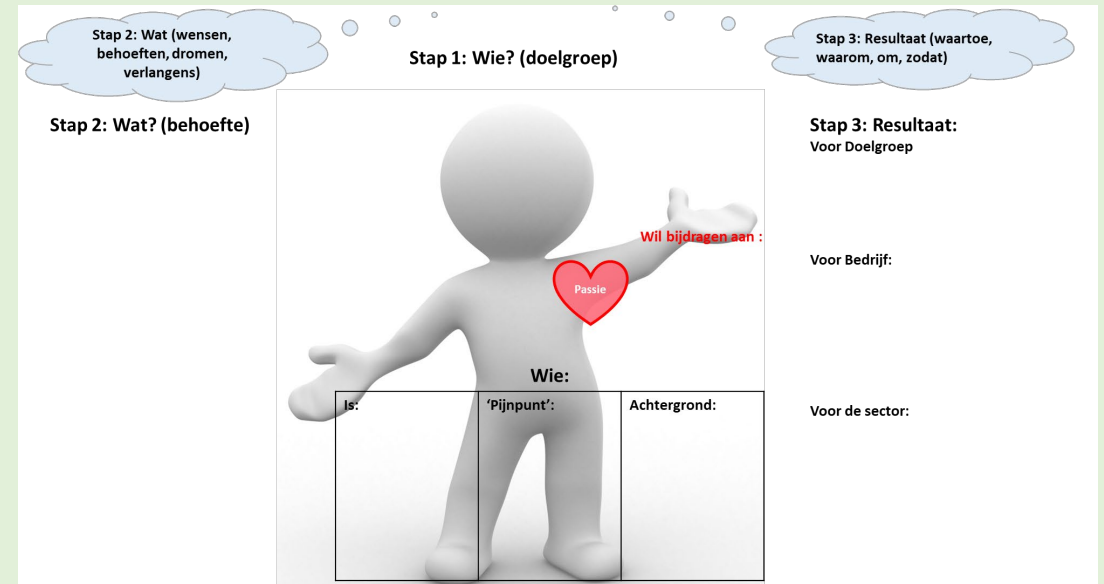 Stap 2: Wat (wensen,
behoeften, dromen,
verlangens)
Stap 1: Wie? (doelgroep)
Stap 3: Resultaat (waartoe,
waarom, om, zodat)
Stap 2: Wat? (behoefte)
Stap 3: Resultaat:
Voor Doelgroep
Wil bijdragen aan :
Voor Bedrijf:
Passie
Wie:
Is:
‘Pijnpunt’:
Achtergrond:
Voor de sector: